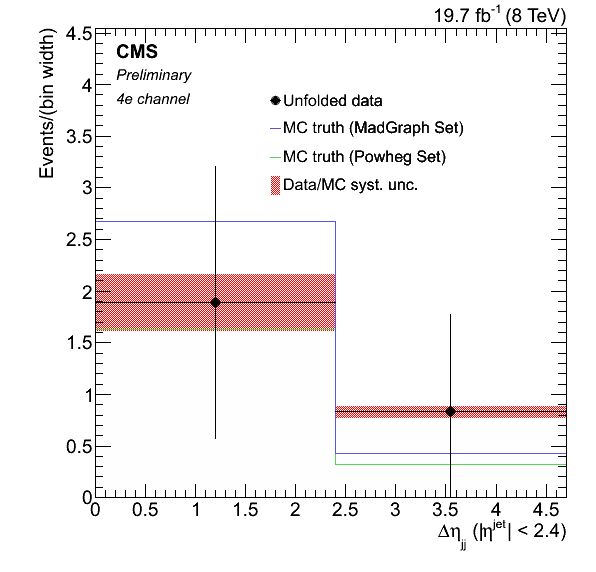 19.7 fb⁻¹ (8 TeV)
CMS
Preliminary
4e channel
Unfolded data
MC truth (MadGraph Set)
MC truth (Powheg Set)
Data/MC syst. unc.
Events/(bin width)
4.5
4
3.5
3
2.5
2
1.5
1
0.5
0
0 0.5 1 1.5 2 2.5 3 3.5 4 4.5
Δη_jj (|η^jet| < 2.4)